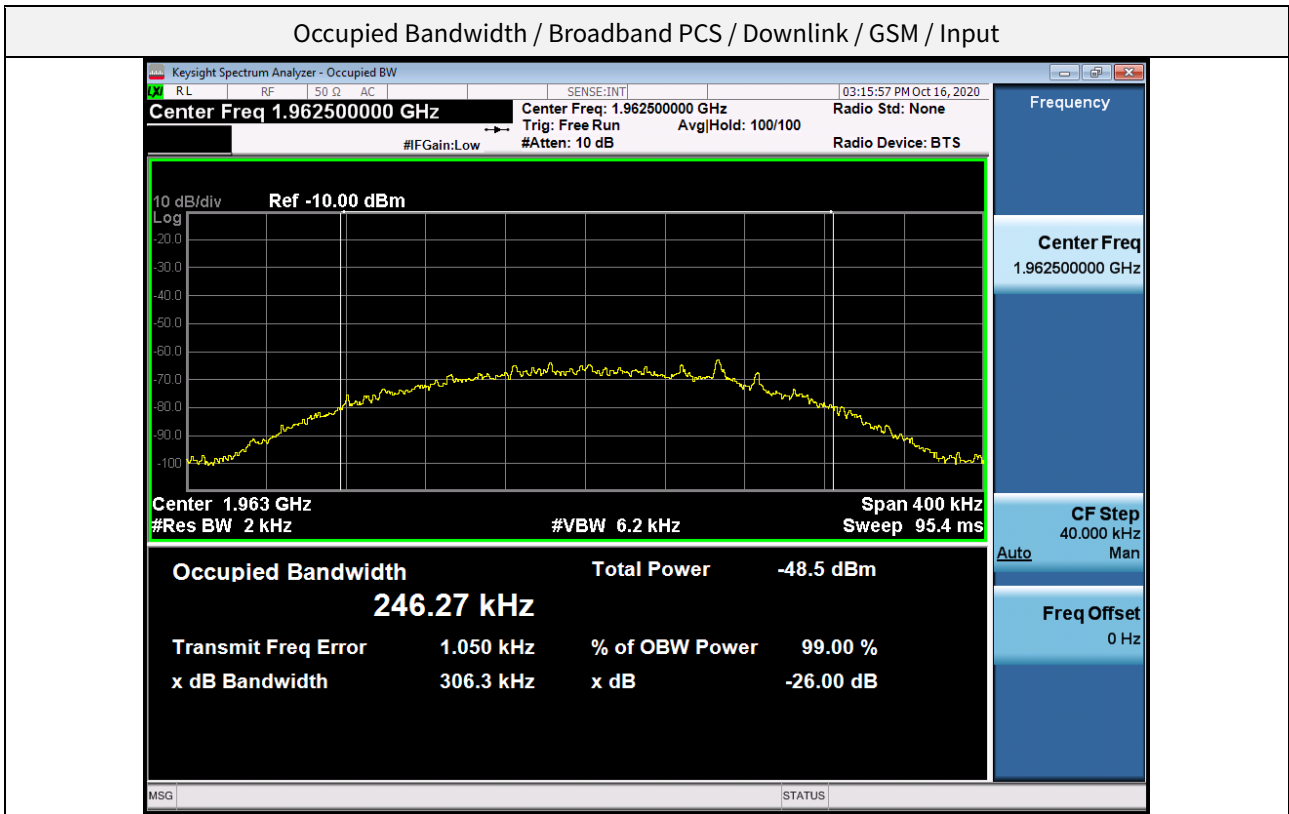 Occupied Bandwidth / Broadband PCS / Downlink / GSM / Input
Keysight Spectrum Analyzer - Occupied BW
LXI RL RF 50 Ω AC SENSE:INT 03:15:57 PM Oct 16, 2020
Center Freq 1.962500000 GHz Center Freq: 1.962500000 GHz Radio Std: None
Trig: Free Run Avg|Hold: 100/100
#IFGain:Low #Atten: 10 dB Radio Device: BTS
Frequency
10 dB/div Ref -10.00 dBm
Log
-20.0
-30.0
-40.0
-50.0
-60.0
-70.0
-80.0
-90.0
-100
Center 1.963 GHz Span 400 kHz
#Res BW 2 kHz #VBW 6.2 kHz Sweep 95.4 ms
Center Freq
1.962500000 GHz
CF Step
40.000 kHz
Auto Man
Freq Offset
0 Hz
Occupied Bandwidth Total Power -48.5 dBm
246.27 kHz
Transmit Freq Error 1.050 kHz % of OBW Power 99.00 %
x dB Bandwidth 306.3 kHz x dB -26.00 dB
MSG STATUS